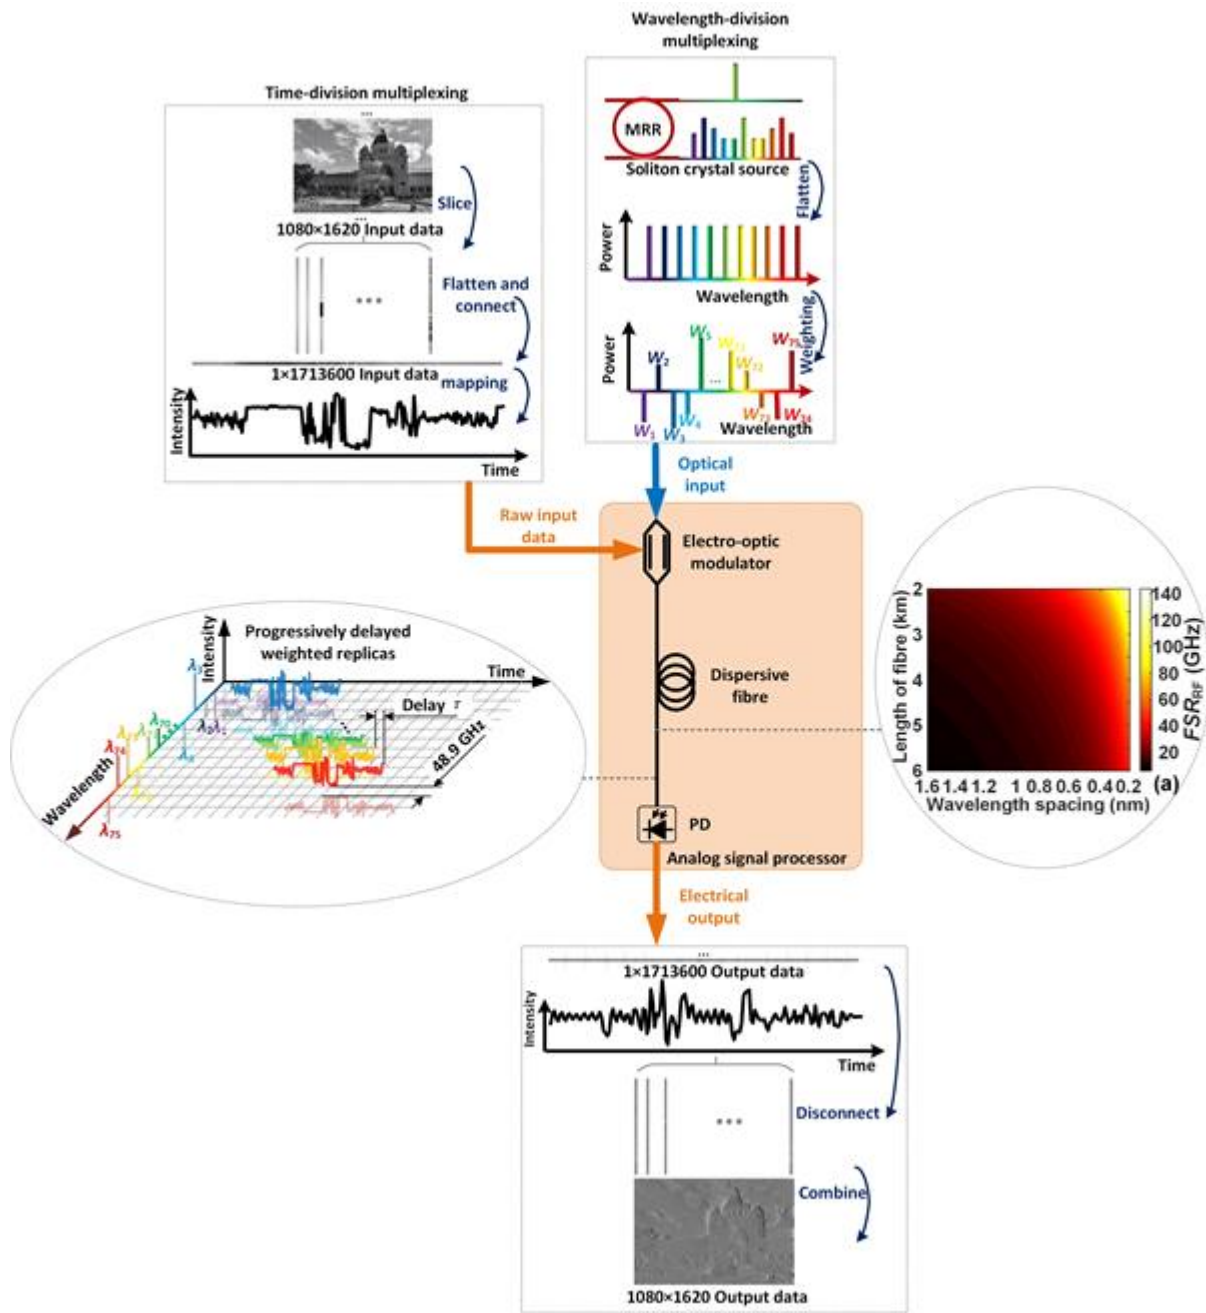 Wavelength-division
multiplexing
MRR
Soliton crystal source
Flatten
Power
Wavelength
Weighting
Power
W₁
W₂
W₃
W₄
W₅
...
W₇₂
W₇₃
W₇₄
W₇₅
Wavelength
Time-division multiplexing
...
Slice
...
1080×1620 Input data
Flatten and
connect
1×1713600 Input data
mapping
Intensity
Time
Optical
input
Raw input
data
Electro-optic
modulator
Dispersive
fibre
PD
Analog signal processor
Electrical
output
Progressively delayed
weighted replicas
Intensity
Time
Delay τ
48.9 GHz
Wavelength
λ₃
λ₂
λ₁
λ₇₄
λ₇₅
Length of fibre (km)
2
3
4
5
6
1.6 1.4 1.2 1 0.8 0.6 0.4 0.2
Wavelength spacing (nm)
140
120
100
80
60
40
20
FSR_RF (GHz)
(a)
...
1×1713600 Output data
Intensity
Time
Disconnect
Combine
1080×1620 Output data